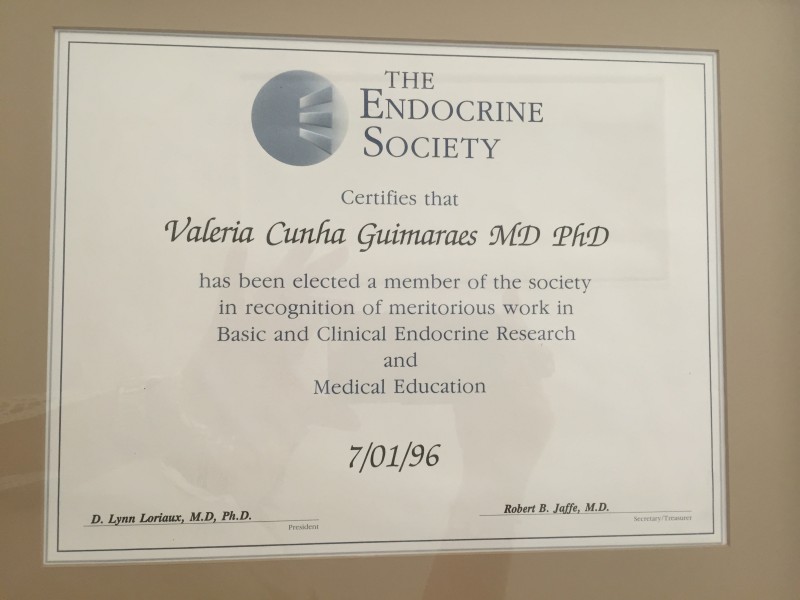 THE
ENDOCRINE
SOCIETY
Certifies that
Valeria Cunha Guimaraes MD PhD
has been elected a member of the society
in recognition of meritorious work in
Basic and Clinical Endocrine Research
and
Medical Education
7/01/96
D. Lynn Loriaux, M.D, Ph.D.
President
Robert B. Jaffe, M.D.
Secretary/Treasurer